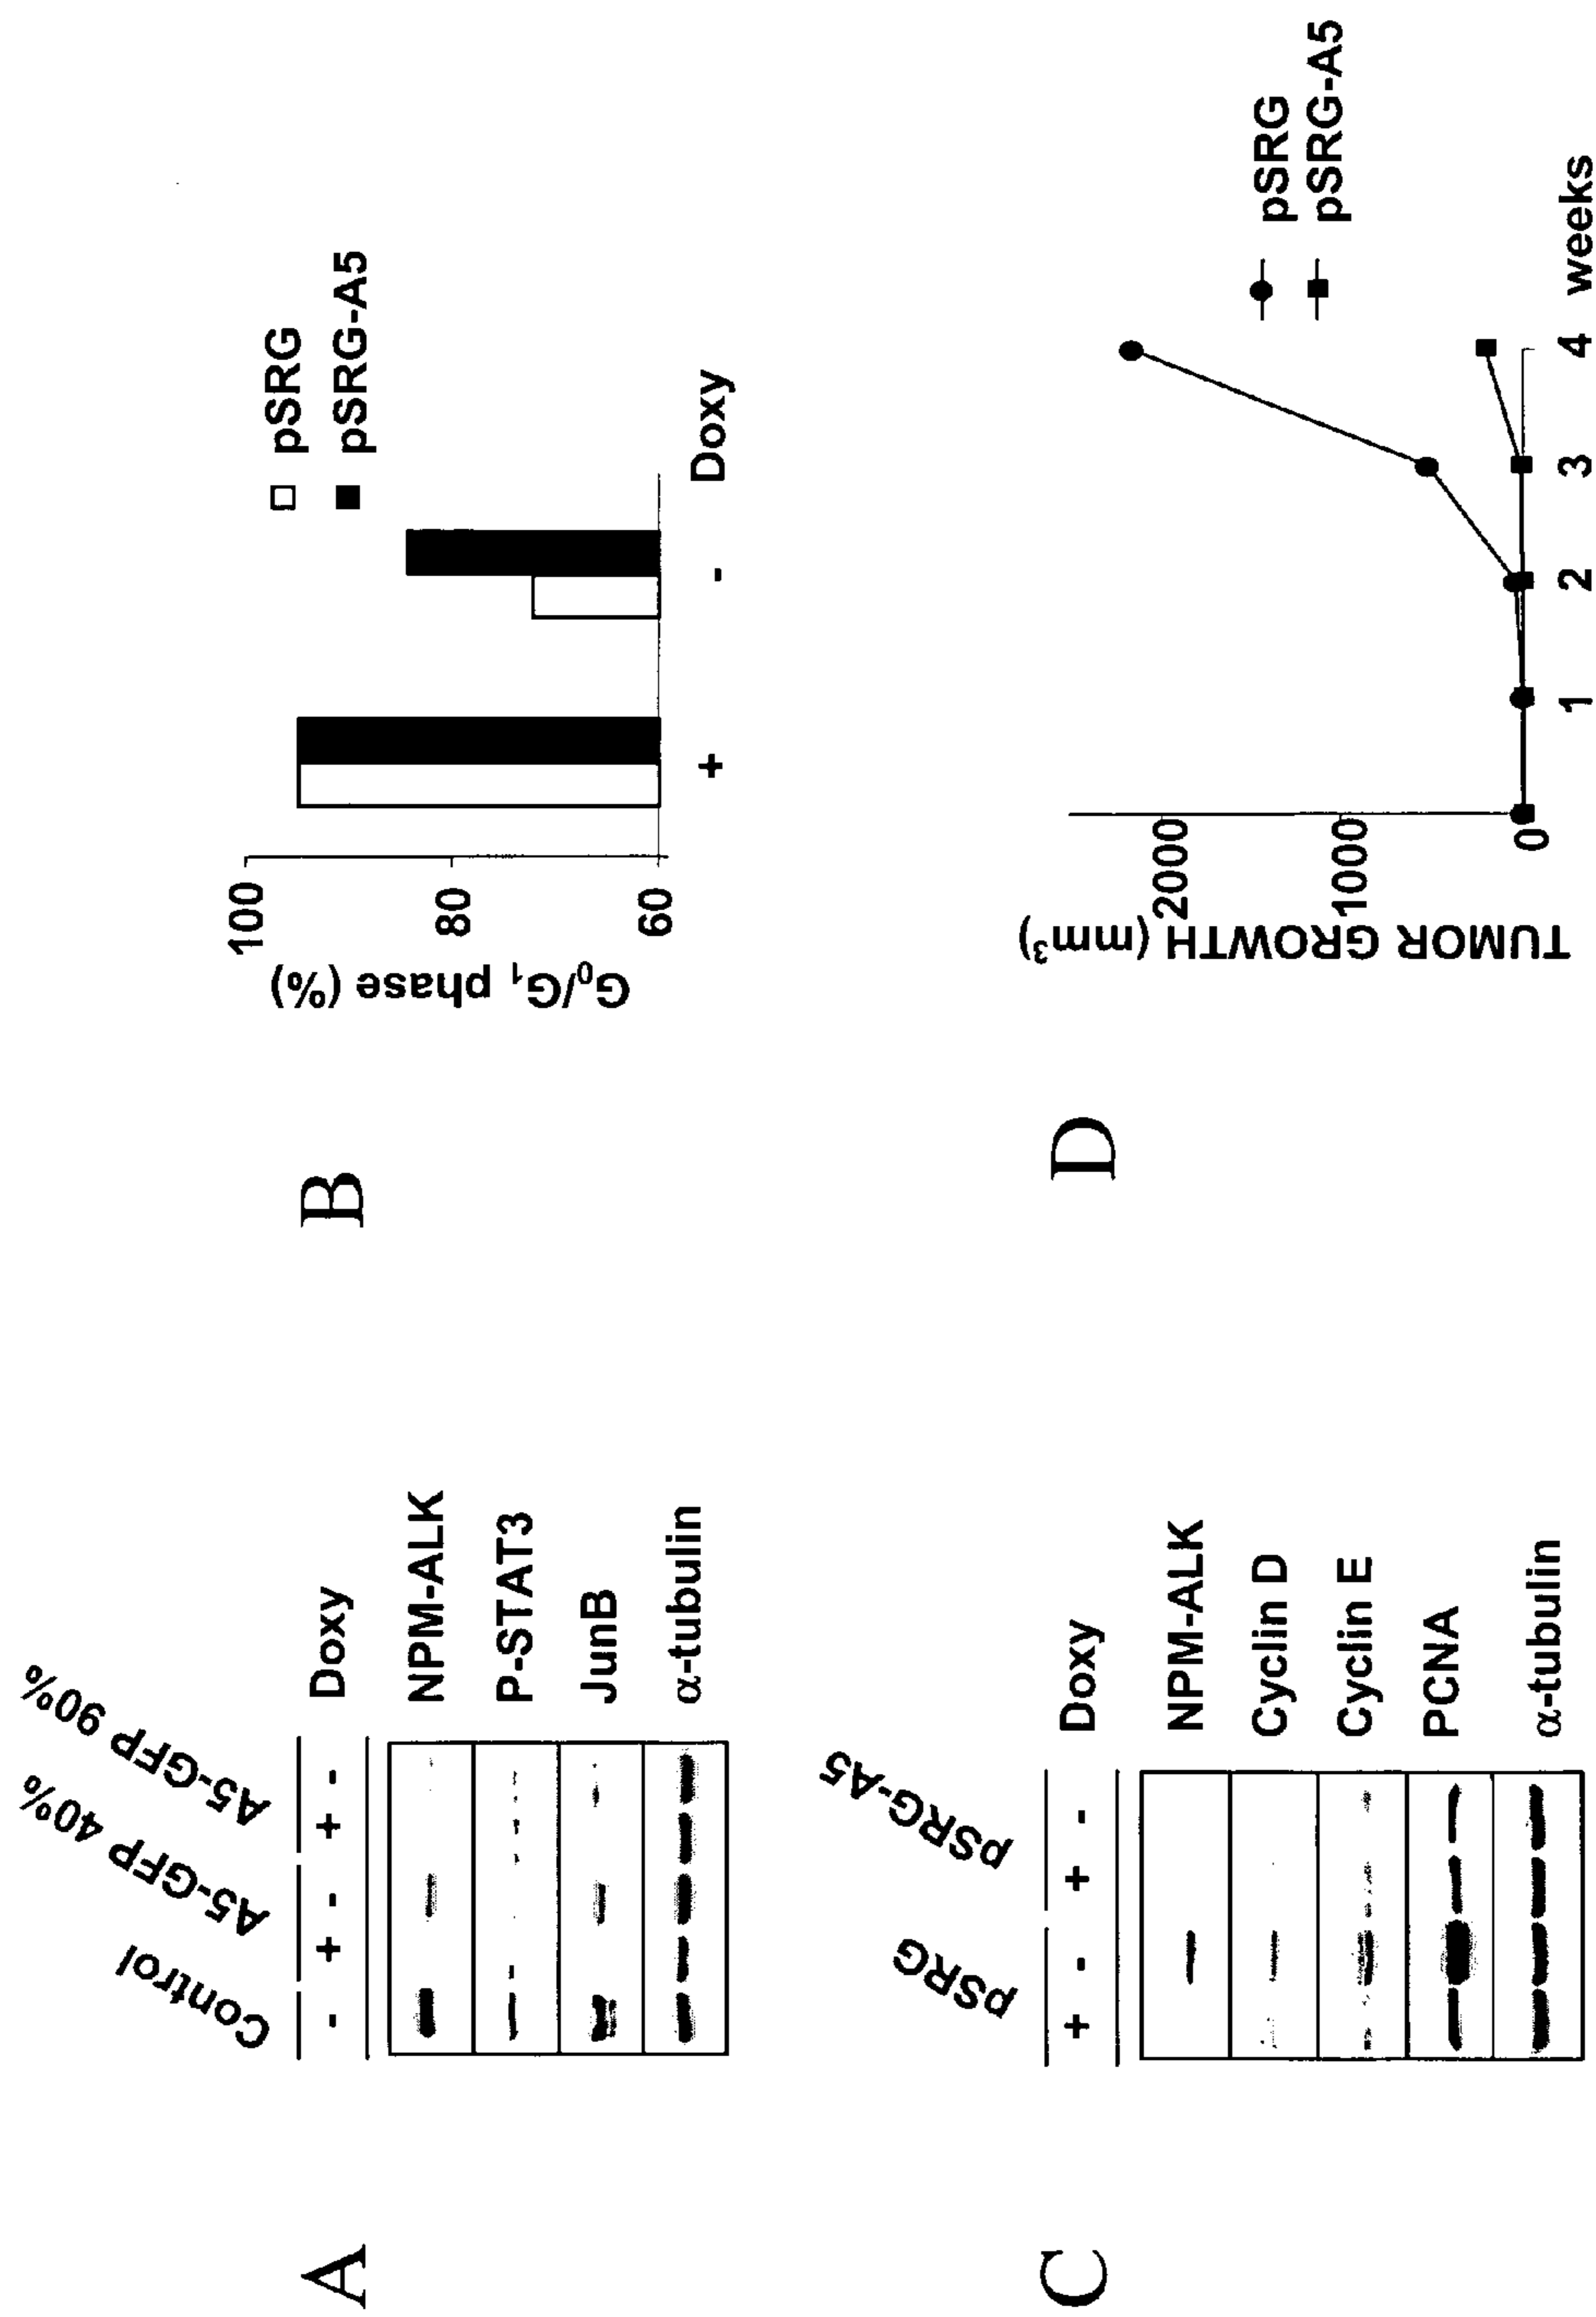 A
Control A5-GFP 40% A5-GFP 90%
- + - + - Doxy
NPM-ALK
P-STAT3
JunB
α-tubulin
B
G0/G1 phase (%)
100
80
60
pSRG
pSRG-A5
+ - Doxy
C
pSRG pSRG-A5
+ - + - Doxy
NPM-ALK
Cyclin D
Cyclin E
PCNA
α-tubulin
D
TUMOR GROWTH (mm³)
2000
1000
0
pSRG
pSRG-A5
1 2 3 4 weeks